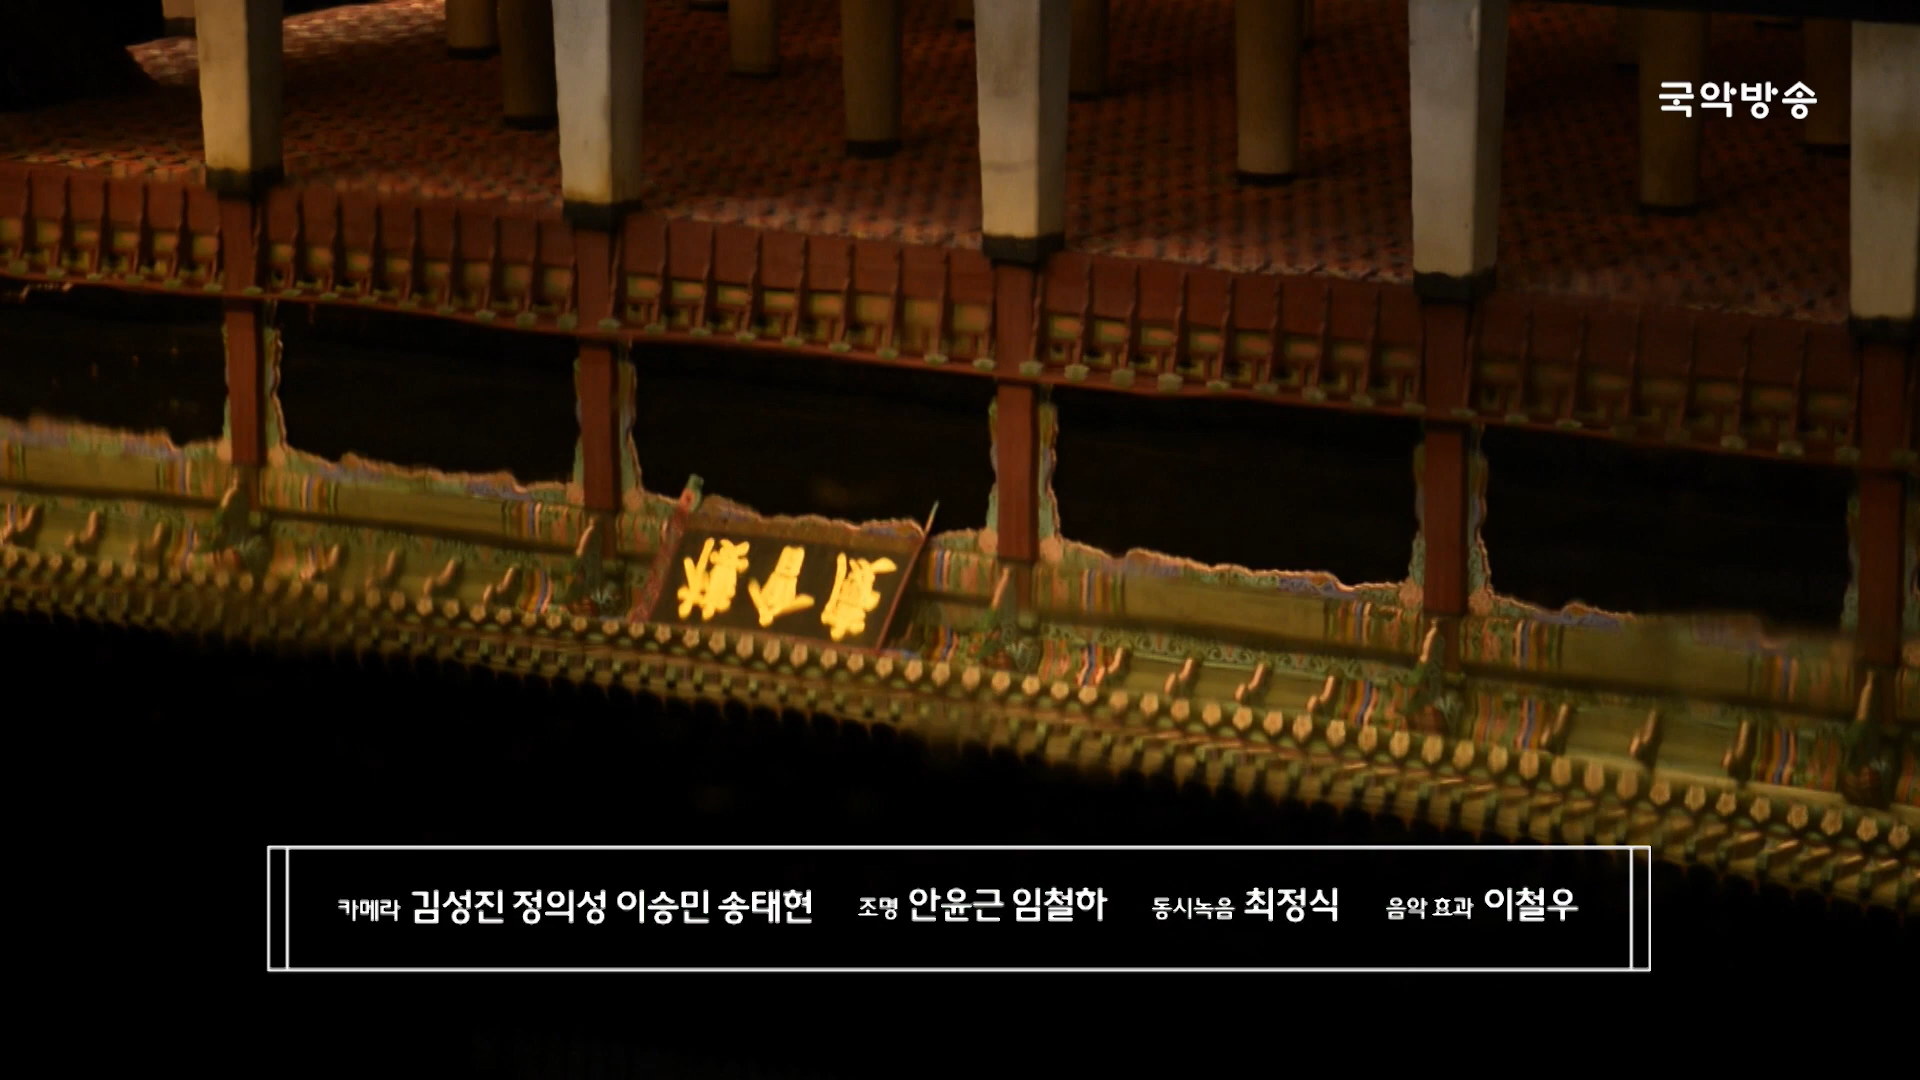 국악방송
카메라 김성진 정의성 이승민 송태현 조명 안윤근 임철하 동시녹음 최정식 음악 효과 이철우